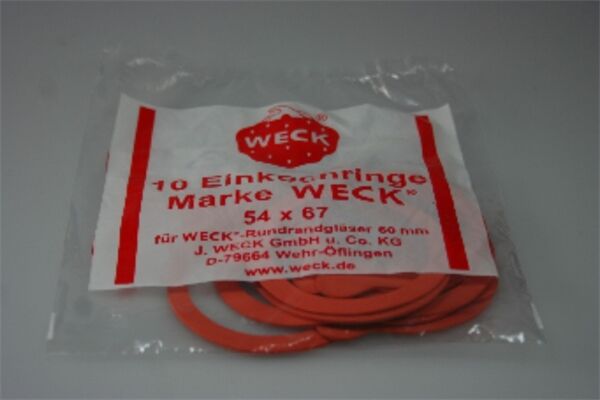 WECK®
10 Einkochringe
Marke WECK®
54 x 67
für WECK®-Rundrandgläser 60 mm
J. WECK GmbH u. Co. KG
D-79664 Wehr-Öflingen
www.weck.de